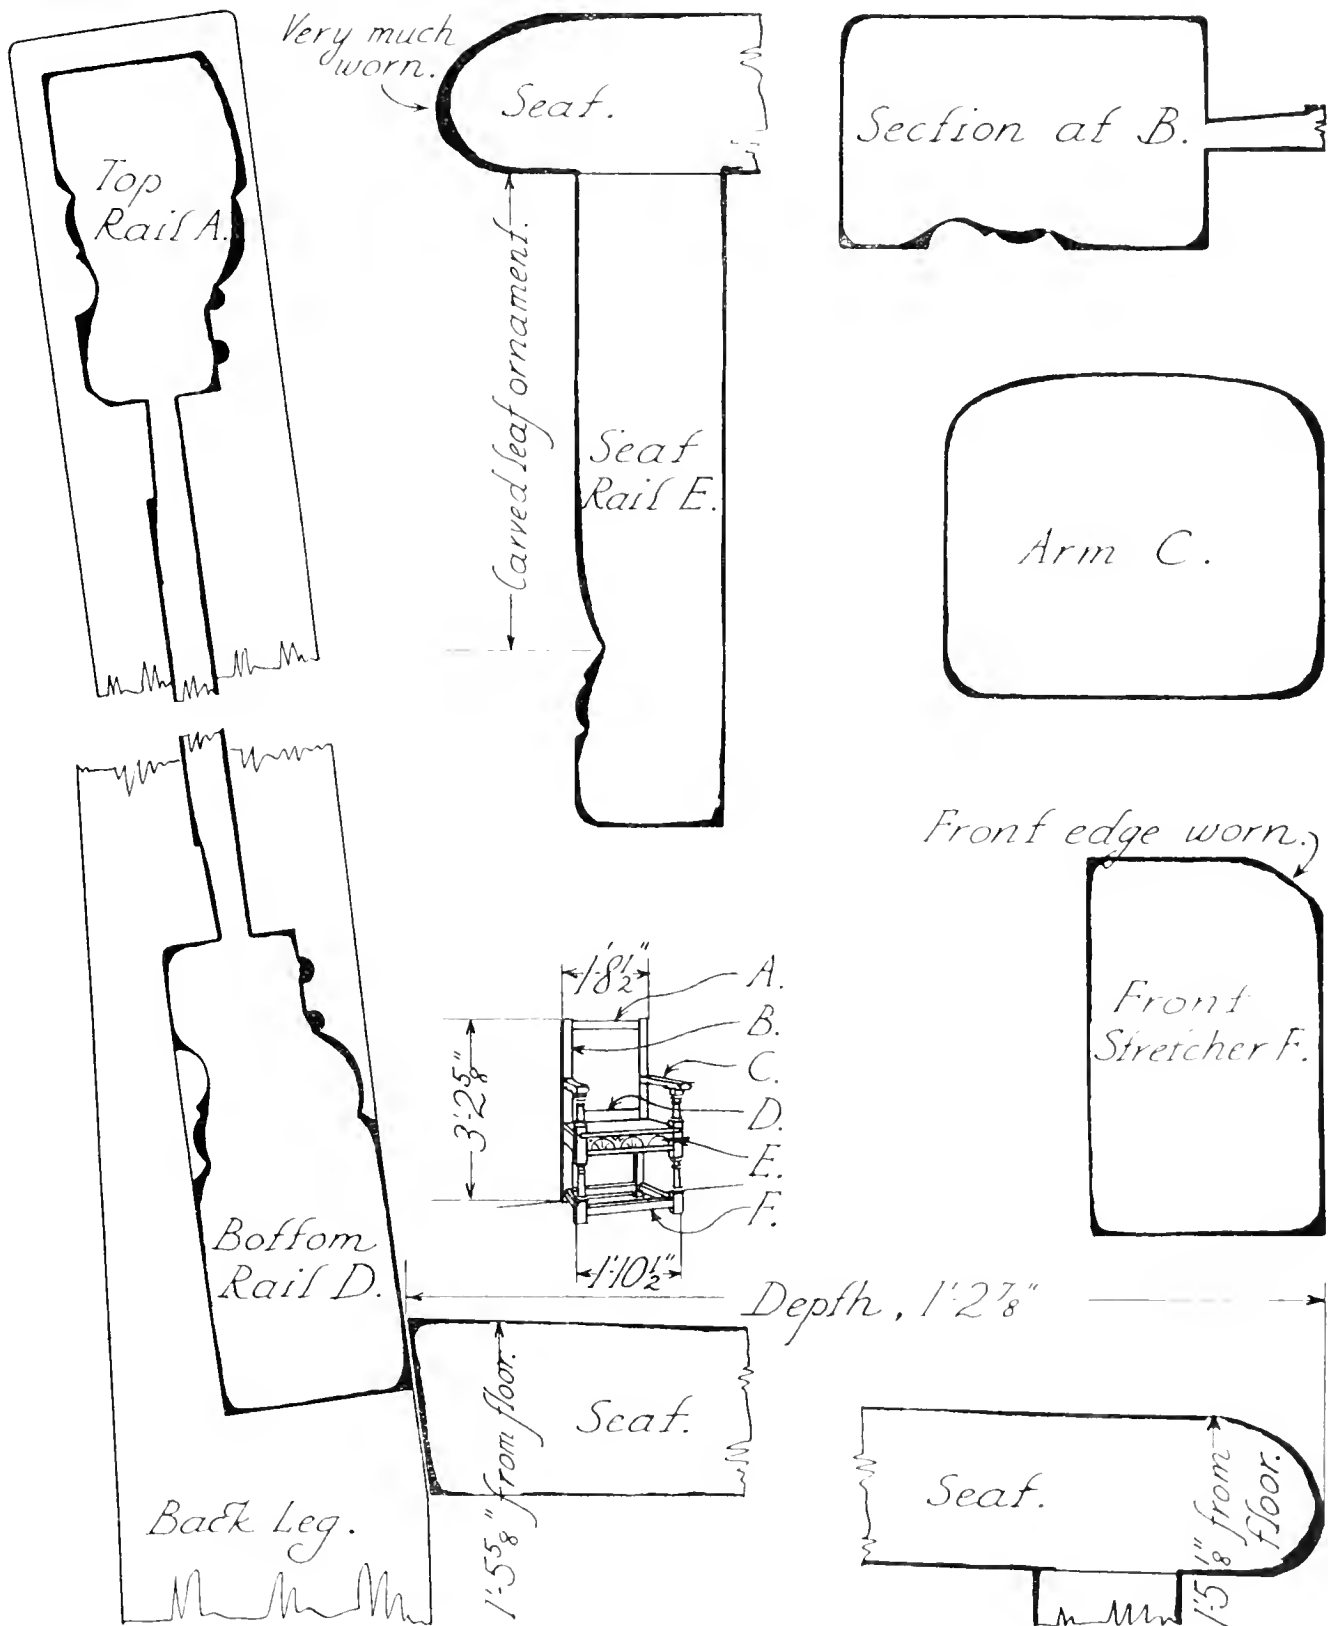 Very much
worn.
Seat.
Section at B.
Top
Rail A.
Carved leaf ornament.
Seat
Rail E.
Arm C.
Front edge worn.
Front
Stretcher F.
1'·8½"
3'·2⅝"
A.
B.
C.
D.
E.
F.
1'·10½"
Bottom
Rail D.
Depth, 1'·2⅞"
Seat.
1'·5⅝" from floor.
Seat.
1'·5⅛" from
floor.
Back Leg.